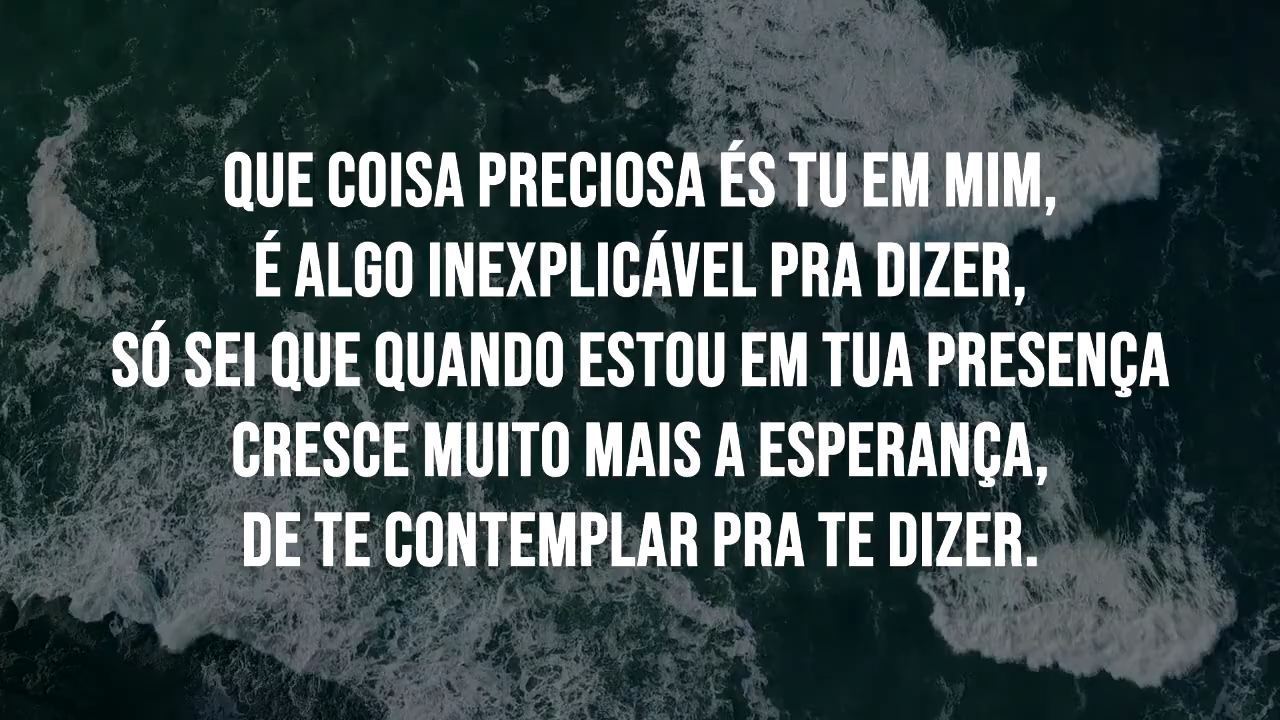 QUE COISA PRECIOSA ÉS TU EM MIM,
É ALGO INEXPLICÁVEL PRA DIZER,
SÓ SEI QUE QUANDO ESTOU EM TUA PRESENÇA
CRESCE MUITO MAIS A ESPERANÇA,
DE TE CONTEMPLAR PRA TE DIZER.